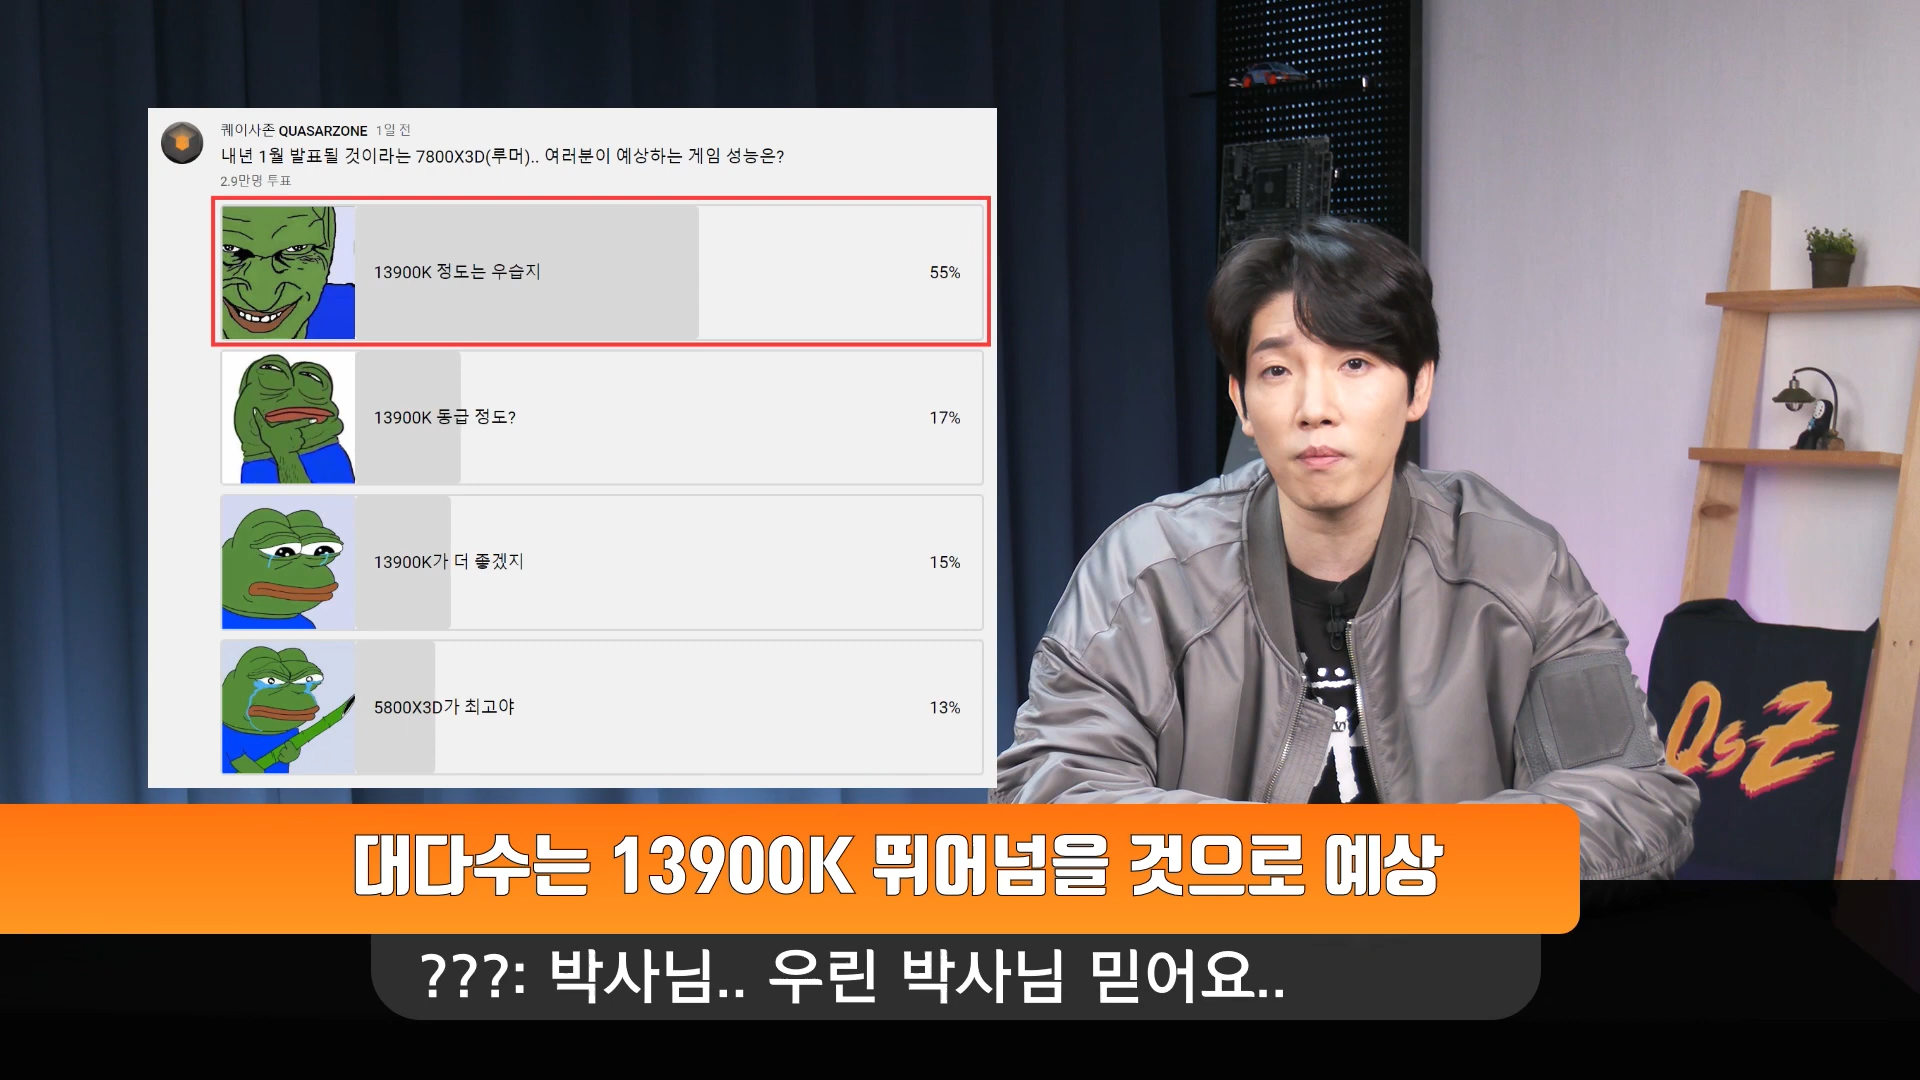 퀘이사존 QUASARZONE 1일 전
내년 1월 발표될 것이라는 7800X3D(루머).. 여러분이 예상하는 게임 성능은?
2.9만명 투표
13900K 정도는 우습지 55%
13900K 동급 정도? 17%
13900K가 더 좋겠지 15%
5800X3D가 최고야 13%
QsZ
대다수는 13900K 뛰어넘을 것으로 예상
???: 박사님.. 우린 박사님 믿어요..